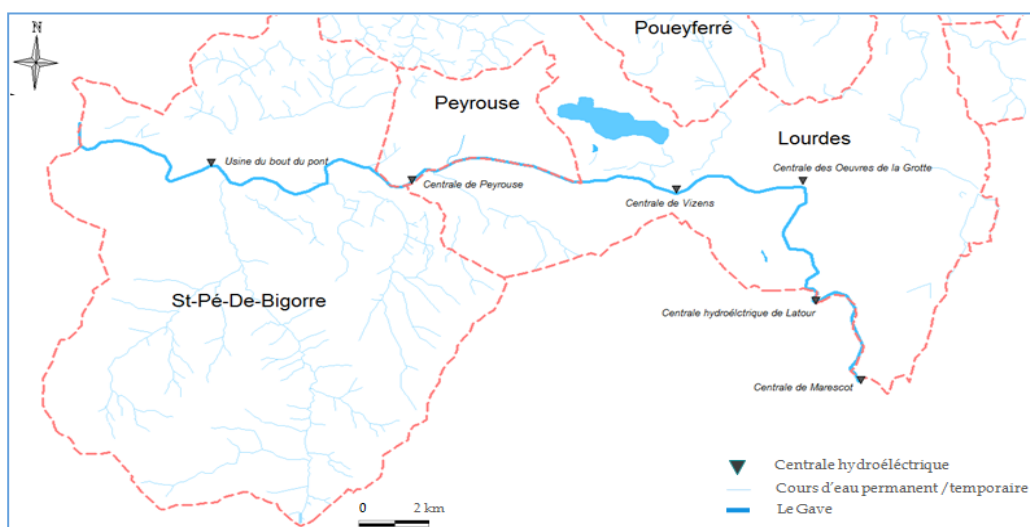 N
Poueyferré
Peyrouse
Lourdes
Usine du bout du pont
Centrale des Oeuvres de la Grotte
Centrale de Peyrouse
Centrale de Vizens
St-Pé-De-Bigorre
Centrale hydroélctrique de Latour
Centrale de Marescot
Centrale hydroéléctrique
Cours d'eau permanent / temporaire
Le Gave
0 2 km